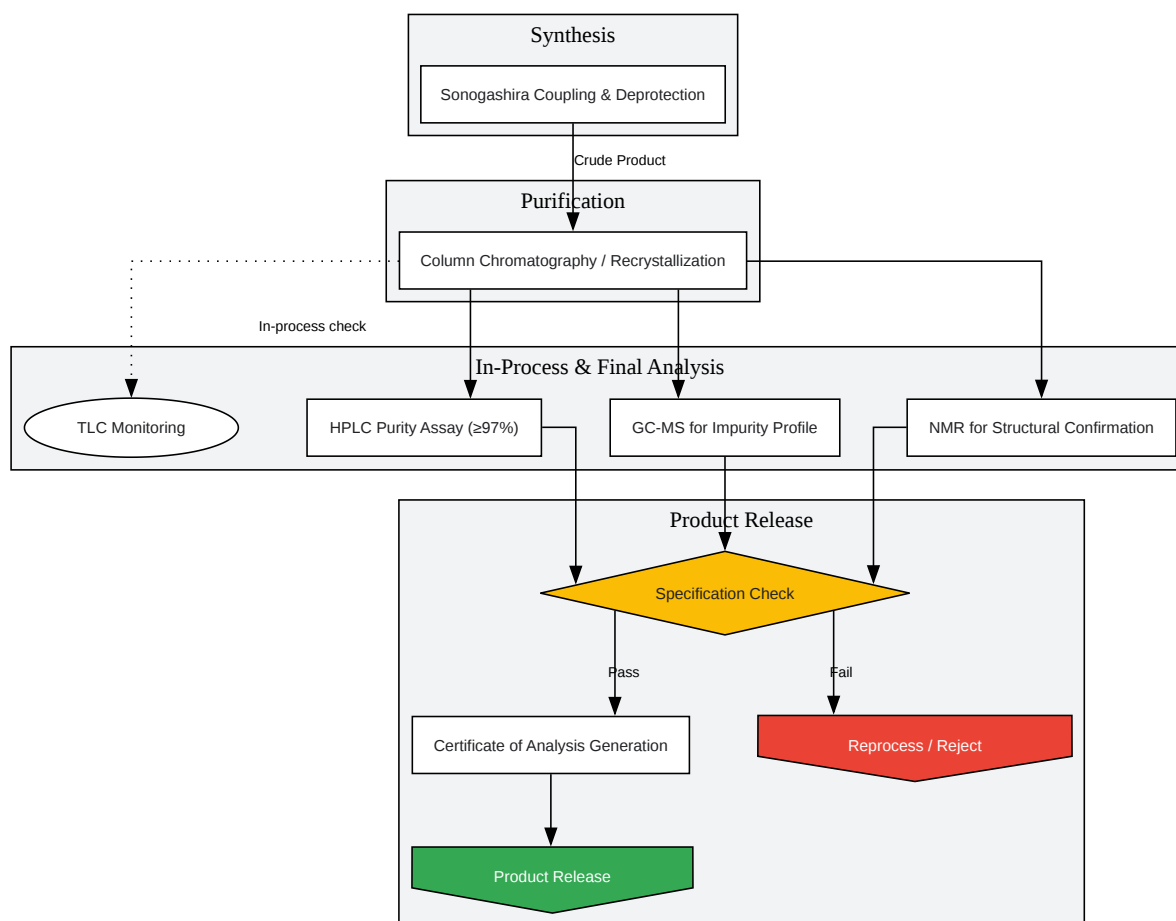 Synthesis
Sonogashira Coupling & Deprotection
Crude Product
Purification
Column Chromatography / Recrystallization
In-process check
In-Process & Final Analysis
TLC Monitoring
HPLC Purity Assay (≥97%)
GC-MS for Impurity Profile
NMR for Structural Confirmation
Product Release
Specification Check
Pass
Fail
Certificate of Analysis Generation
Reprocess / Reject
Product Release